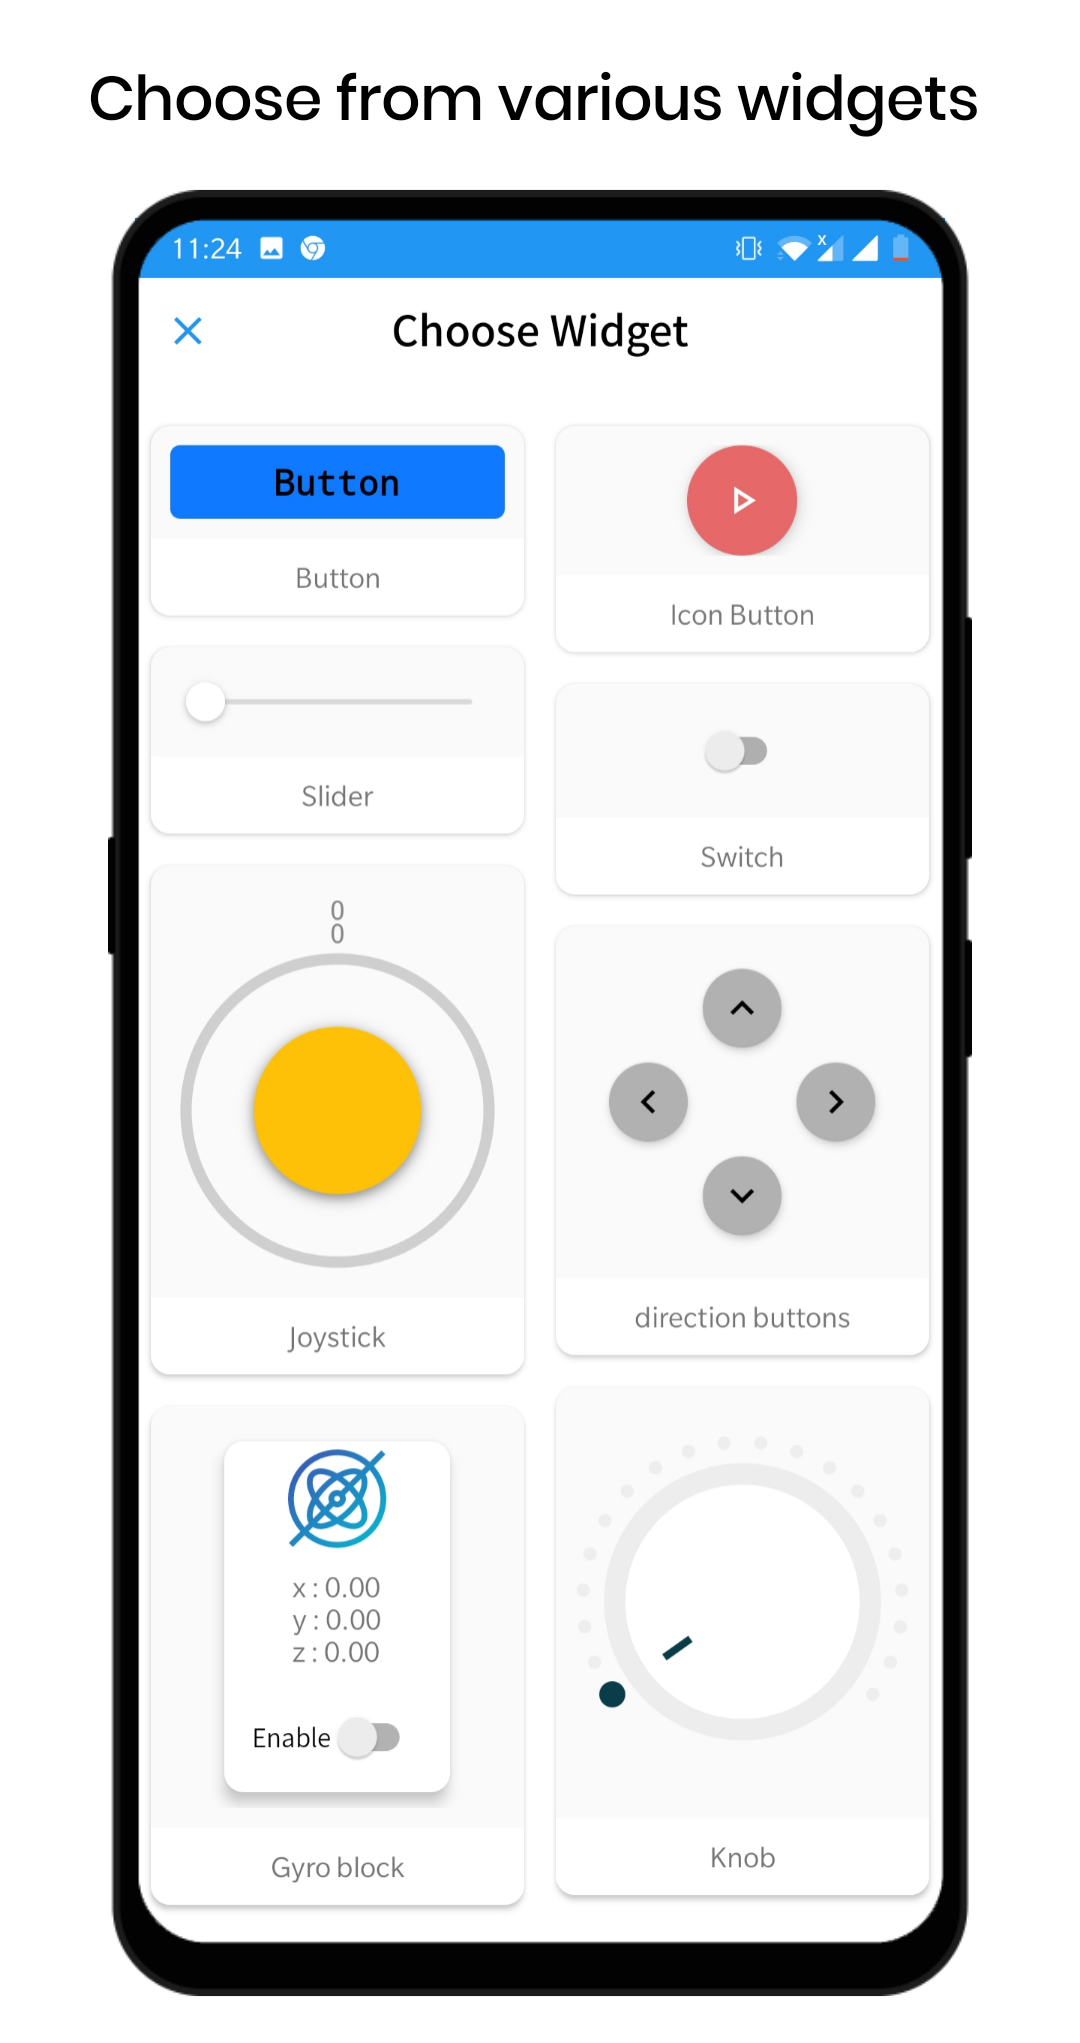 Choose from various widgets
11:24
x
Choose Widget
Button
Button
Icon Button
Slider
Switch
0
0
Joystick
direction buttons
x : 0.00
y : 0.00
z : 0.00
Enable
Gyro block
Knob